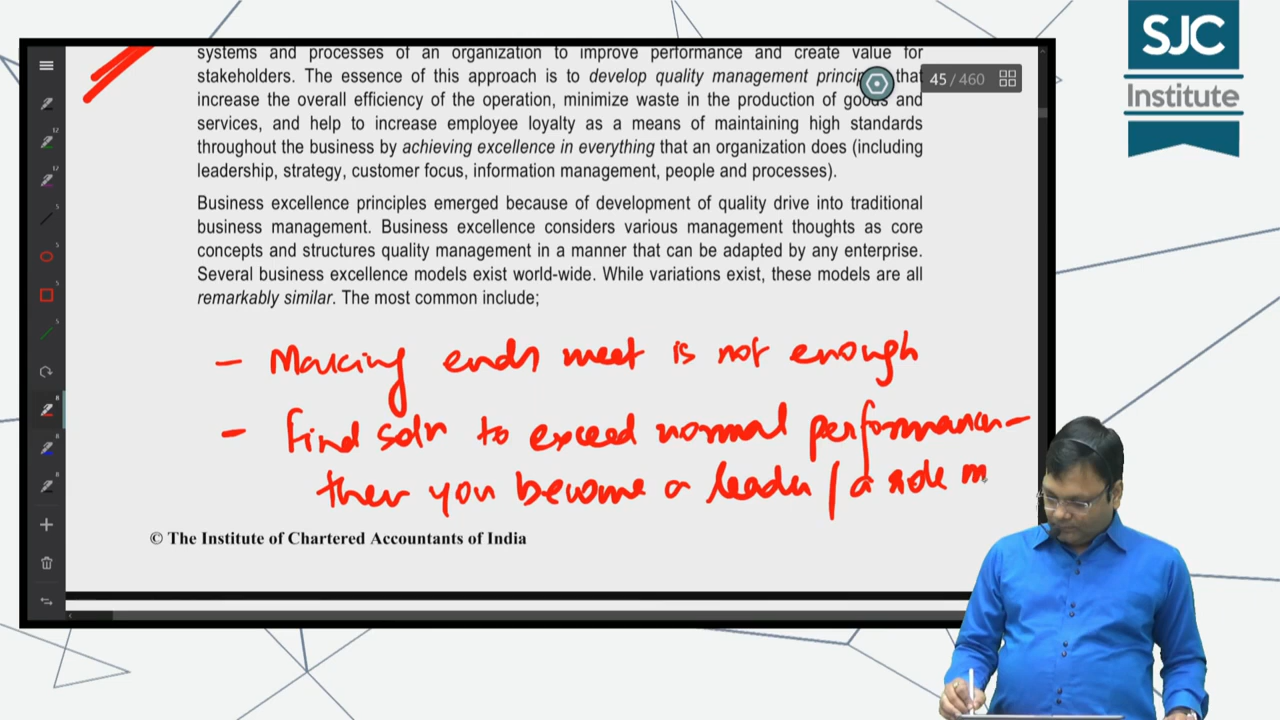 systems and processes of an organization to improve performance and create value for
stakeholders. The essence of this approach is to develop quality management that
increase the overall efficiency of the operation, minimize waste in the production of goods and
services, and help to increase employee loyalty as a means of maintaining high standards
throughout the business by achieving excellence in everything that an organization does (including
leadership, strategy, customer focus, information management, people and processes).
Business excellence principles emerged because of development of quality drive into traditional
business management. Business excellence considers various management thoughts as core
concepts and structures quality management in a manner that can be adapted by any enterprise.
Several business excellence models exist world-wide. While variations exist, these models are all
remarkably similar. The most common include;
- Making ends meet is not enough
- Find soln to exceed normal performance -
then you become a leader / a role m
© The Institute of Chartered Accountants of India
45 / 460
SJC
Institute